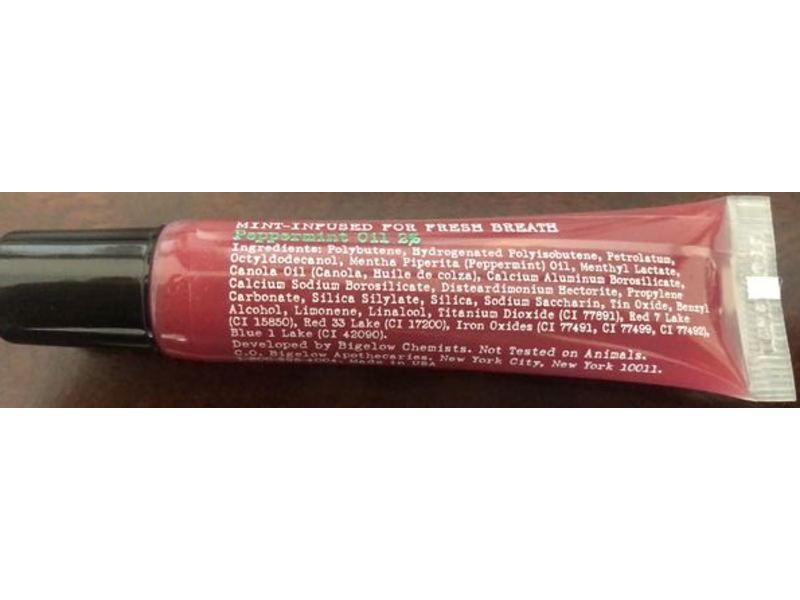 MINT-INFUSED FOR FRESH BREATH
Peppermint Oil 2%
Ingredients: Polybutene, Hydrogenated Polyisobutene, Petrolatum,
Octyldodecanol, Mentha Piperita (Peppermint) Oil, Menthyl Lactate,
Canola Oil (Canola, Huile de colza), Calcium Aluminum Borosilicate,
Calcium Sodium Borosilicate, Disteardimonium Hectorite, Propylene
Carbonate, Silica Silylate, Silica, Sodium Saccharin, Tin Oxide, Benzyl
Alcohol, Limonene, Linalool, Titanium Dioxide (CI 77891), Red 7 Lake
(CI 15850), Red 33 Lake (CI 17200), Iron Oxides (CI 77491, CI 77499, CI 77492),
Blue 1 Lake (CI 42090).
Developed by Bigelow Chemists. Not Tested on Animals.
C.O. Bigelow Apothecaries, New York City, New York 10011.
Made in USA